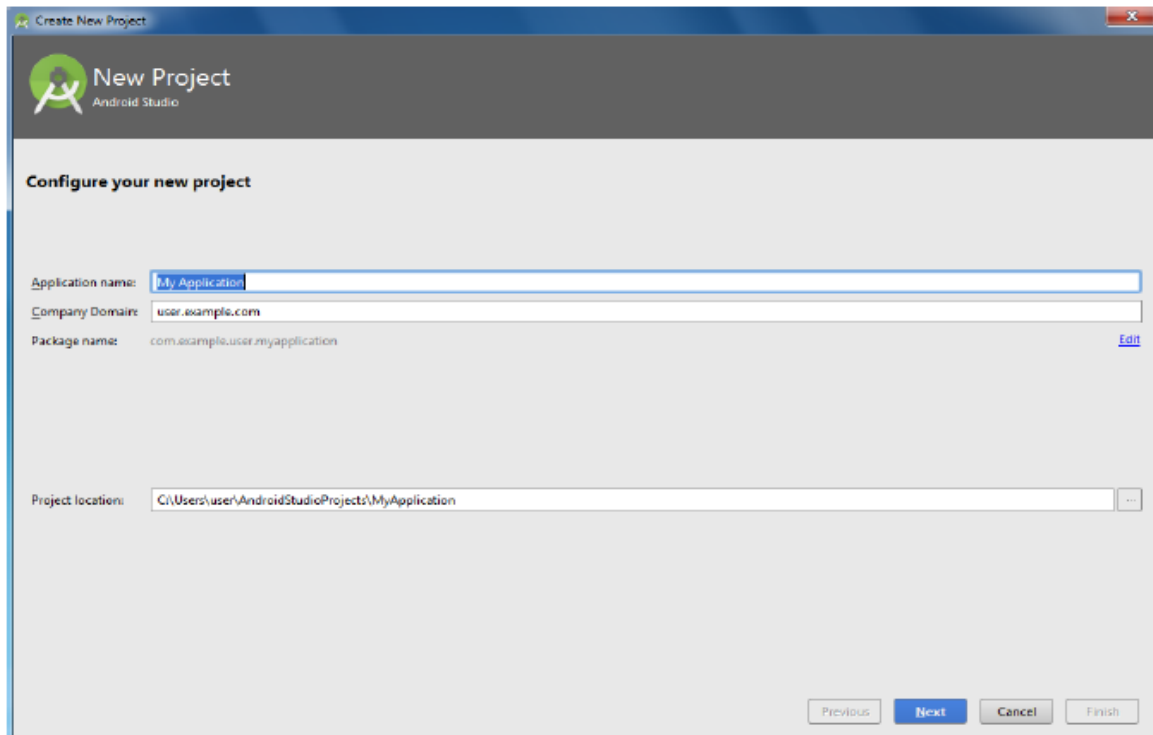 Create New Project
New Project
Android Studio
Configure your new project
Application name: My Application
Company Domain: user.example.com
Package name: com.example.user.myapplication Edit
Project location: C:\Users\user\AndroidStudioProjects\MyApplication ...
Previous Next Cancel Finish